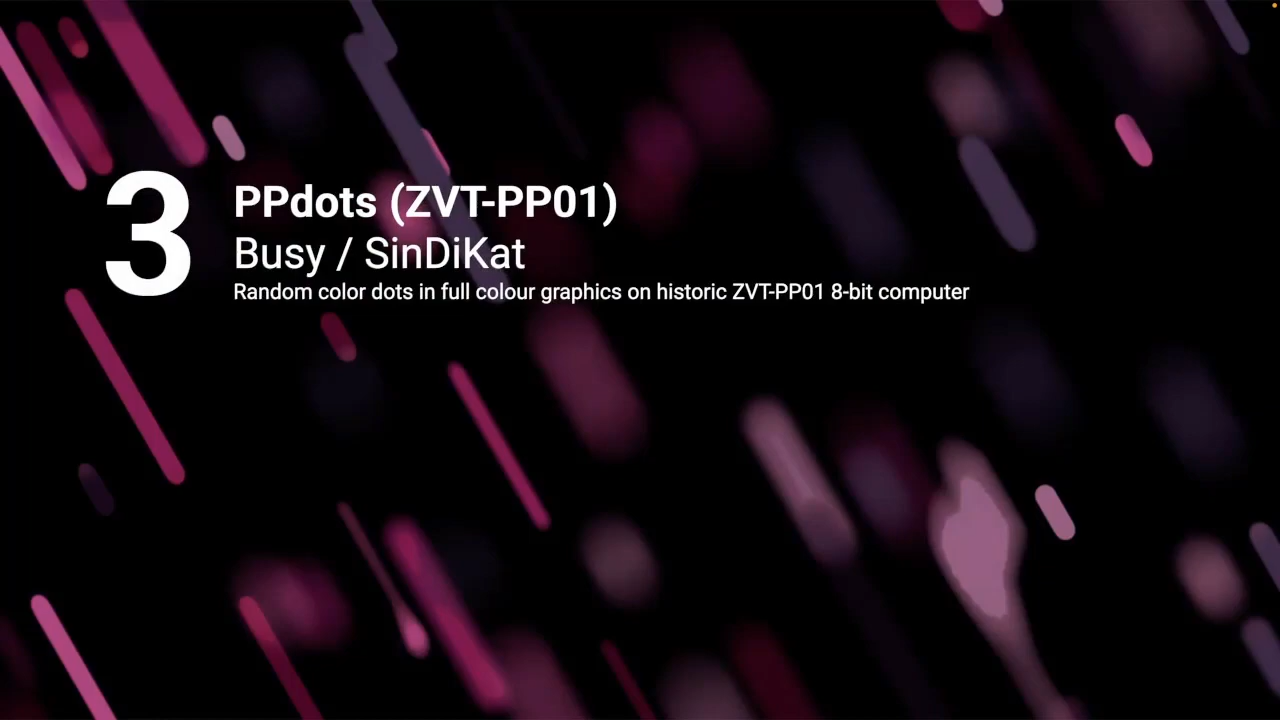 3
PPdots (ZVT-PP01)
Busy / SinDiKat
Random color dots in full colour graphics on historic ZVT-PP01 8-bit computer